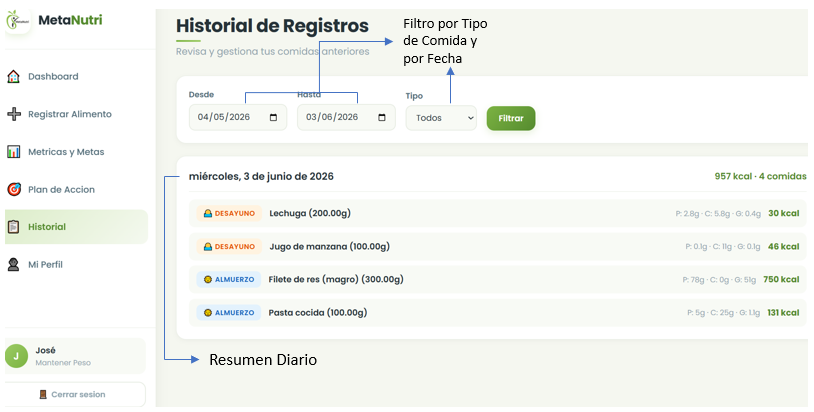 MetaNutri
Dashboard
Registrar Alimento
Metricas y Metas
Plan de Accion
Historial
Mi Perfil
J
José
Mantener Peso
Cerrar sesion
Historial de Registros
Revisa y gestiona tus comidas anteriores
Filtro por Tipo
de Comida y
por Fecha
Desde
Hasta
Tipo
04/05/2026
03/06/2026
Todos
Filtrar
miércoles, 3 de junio de 2026
957 kcal · 4 comidas
DESAYUNO Lechuga (200.00g) P: 2.8g · C: 5.8g · G: 0.4g 30 kcal
DESAYUNO Jugo de manzana (100.00g) P: 0.1g · C: 11g · G: 0.1g 46 kcal
ALMUERZO Filete de res (magro) (300.00g) P: 78g · C: 0g · G: 51g 750 kcal
ALMUERZO Pasta cocida (100.00g) P: 5g · C: 25g · G: 1.1g 131 kcal
Resumen Diario